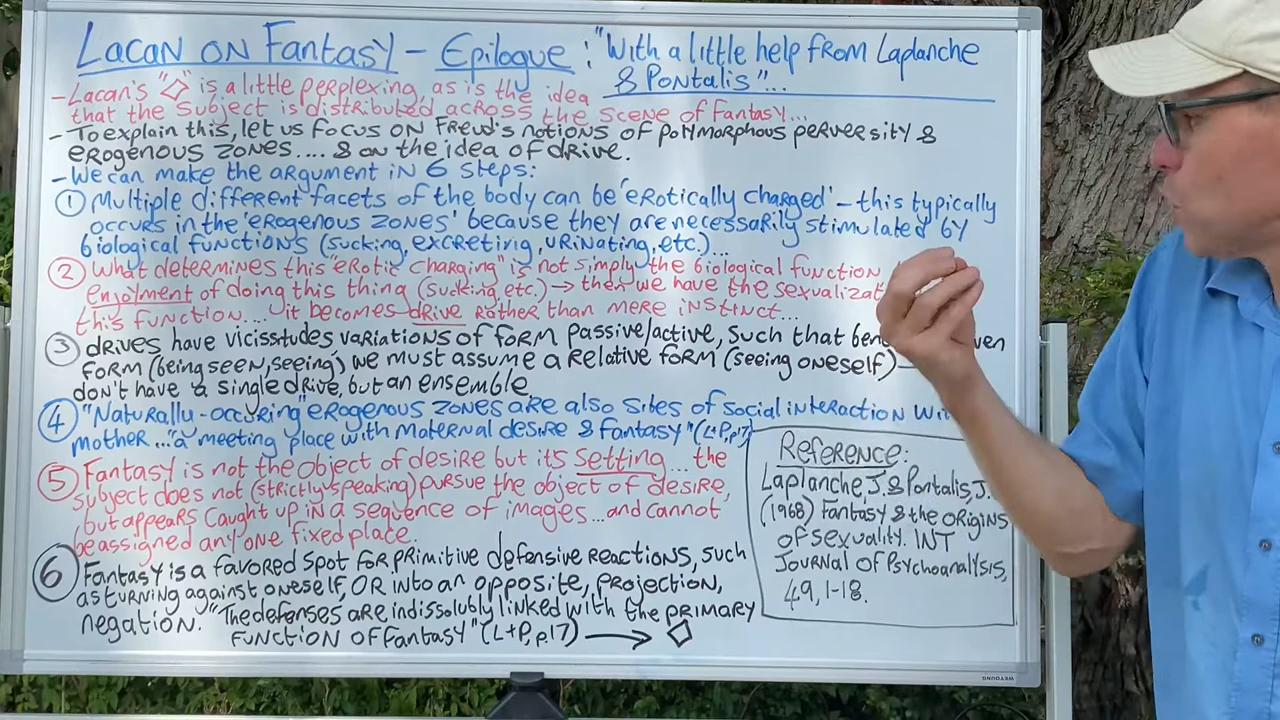 Lacan on Fantasy - Epilogue: "With a little help from Laplanche
& Pontalis"...
- Lacan's "◇" is a little perplexing, as is the idea
that the subject is distributed across the scene of fantasy...
- To explain this, let us focus on Freud's notions of polymorphous perversity &
erogenous zones.... & on the idea of drive.
- We can make the argument in 6 steps:
① Multiple different facets of the body can be 'erotically charged' - this typically
occurs in the 'erogenous zones' because they are necessarily stimulated by
biological functions (sucking, excreting, urinating, etc.)...
② What determines this "erotic charging" is not simply the biological function
enjoyment of doing this thing (sucking, etc.) → then we have the
this function... it becomes drive rather than mere instinct...
③ drives have vicissitudes variations of form passive/active, such that
form (being seen, seeing) we must assume a relative form (seeing oneself)
don't have a single drive, but an ensemble.
④ "Naturally-occuring" erogenous zones are also sites of social interaction
mother... "a meeting place with maternal desire & fantasy" (L+P, p17)
⑤ Fantasy is not the object of desire but its setting... the
subject does not (strictly speaking) pursue the object of desire,
but appears caught up in a sequence of images... and cannot
be assigned any one fixed place.
⑥ Fantasy is a favored spot for primitive defensive reactions, such
as turning against oneself, or into an opposite, projection,
negation. "The defenses are indissolubly linked with the primary
function of fantasy" (L+P, p17) → ◇
Reference:
Laplanche, J. & Pontalis, J.
(1968) Fantasy & the origins
of sexuality. Int
Journal of Psychoanalysis,
49, 1-18.
WEYOUNG